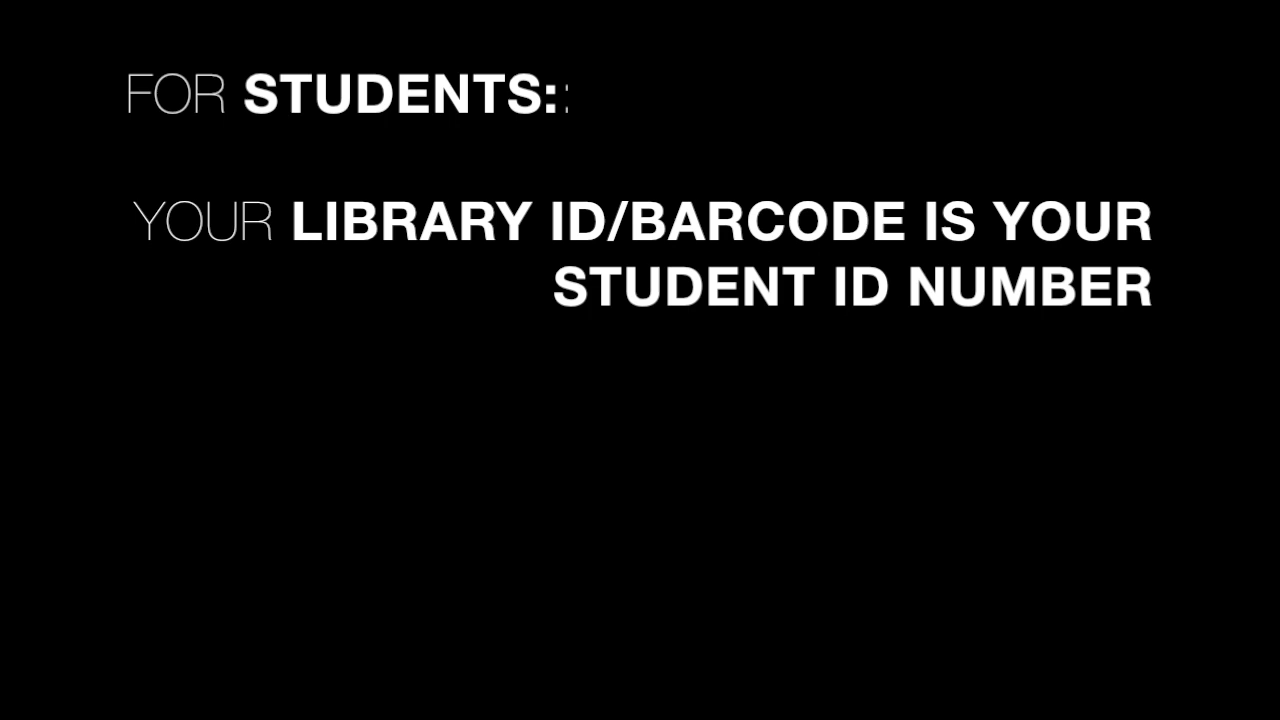 FOR STUDENTS::
YOUR LIBRARY ID/BARCODE IS YOUR
STUDENT ID NUMBER